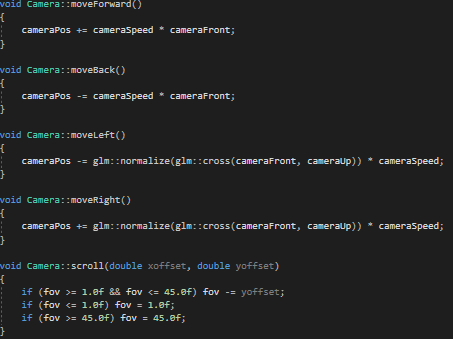 void Camera::moveForward()
{
    cameraPos += cameraSpeed * cameraFront;
}
void Camera::moveBack()
{
    cameraPos -= cameraSpeed * cameraFront;
}
void Camera::moveLeft()
{
    cameraPos -= glm::normalize(glm::cross(cameraFront, cameraUp)) * cameraSpeed;
}
void Camera::moveRight()
{
    cameraPos += glm::normalize(glm::cross(cameraFront, cameraUp)) * cameraSpeed;
}
void Camera::scroll(double xoffset, double yoffset)
{
    if (fov >= 1.0f && fov <= 45.0f) fov -= yoffset;
    if (fov <= 1.0f) fov = 1.0f;
    if (fov >= 45.0f) fov = 45.0f;
}